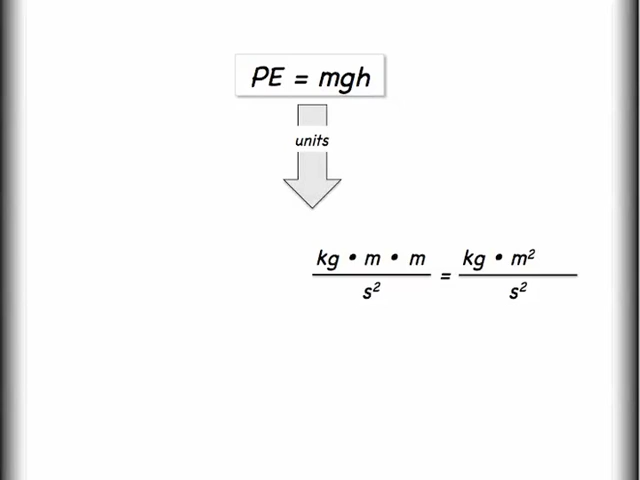 PE = mgh
units
kg • m • m / s² = kg • m² / s²